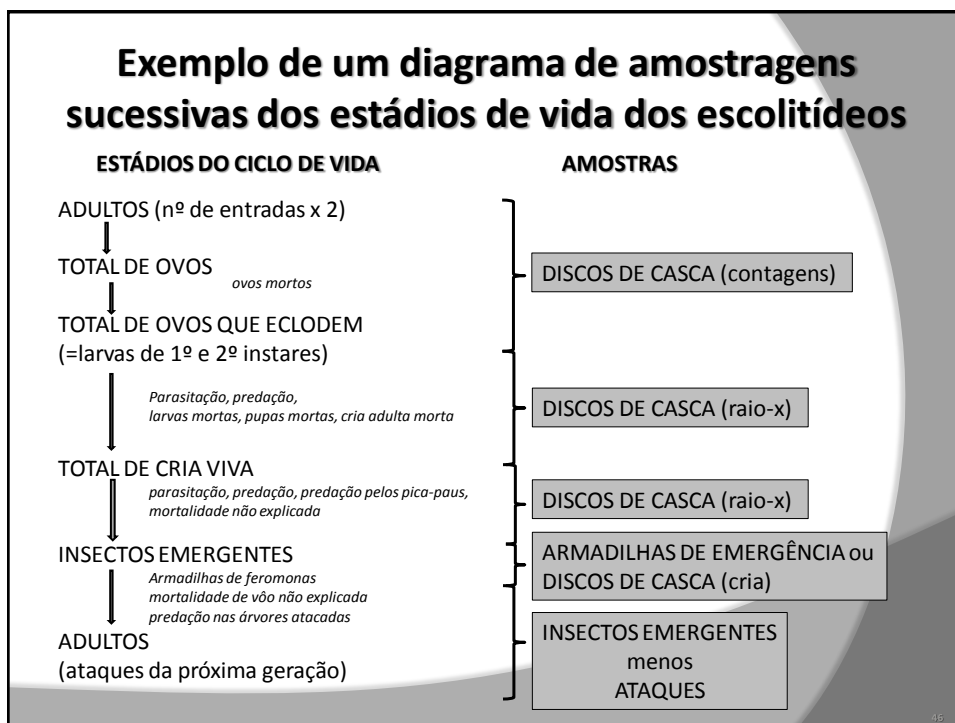 Exemplo de um diagrama de amostragens
sucessivas dos estádios de vida dos escolitídeos
ESTÁDIOS DO CICLO DE VIDA
AMOSTRAS
ADULTOS (nº de entradas x 2)
TOTAL DE OVOS
ovos mortos
DISCOS DE CASCA (contagens)
TOTAL DE OVOS QUE ECLODEM
(=larvas de 1º e 2º instares)
Parasitação, predação,
larvas mortas, pupas mortas, cria adulta morta
DISCOS DE CASCA (raio-x)
TOTAL DE CRIA VIVA
parasitação, predação, predação pelos pica-paus,
mortalidade não explicada
DISCOS DE CASCA (raio-x)
INSECTOS EMERGENTES
ARMADILHAS DE EMERGÊNCIA ou
DISCOS DE CASCA (cria)
Armadilhas de feromonas
mortalidade de vôo não explicada
predação nas árvores atacadas
ADULTOS
(ataques da próxima geração)
INSECTOS EMERGENTES
menos
ATAQUES
46